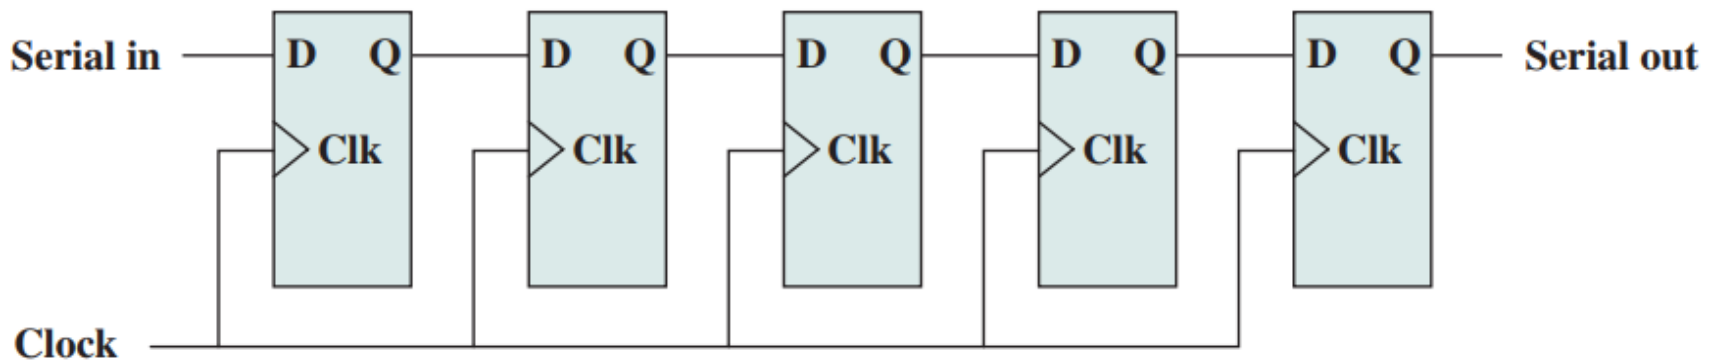 Serial in D Q D Q D Q D Q D Q Serial out
Clk Clk Clk Clk Clk
Clock